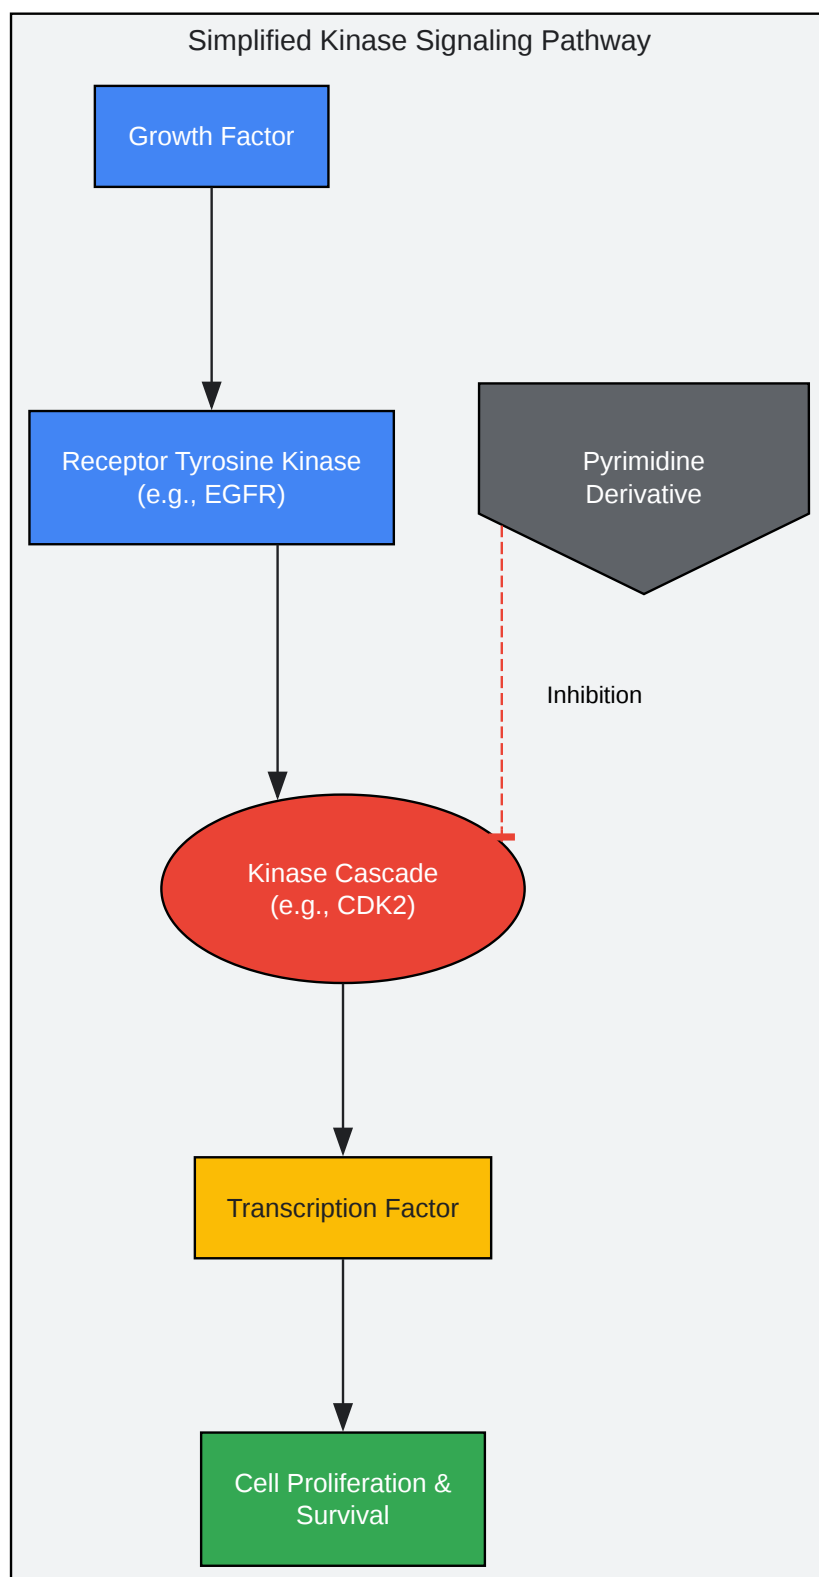 Simplified Kinase Signaling Pathway
Growth Factor
Receptor Tyrosine Kinase
(e.g., EGFR)
Pyrimidine
Derivative
Inhibition
Kinase Cascade
(e.g., CDK2)
Transcription Factor
Cell Proliferation &
Survival